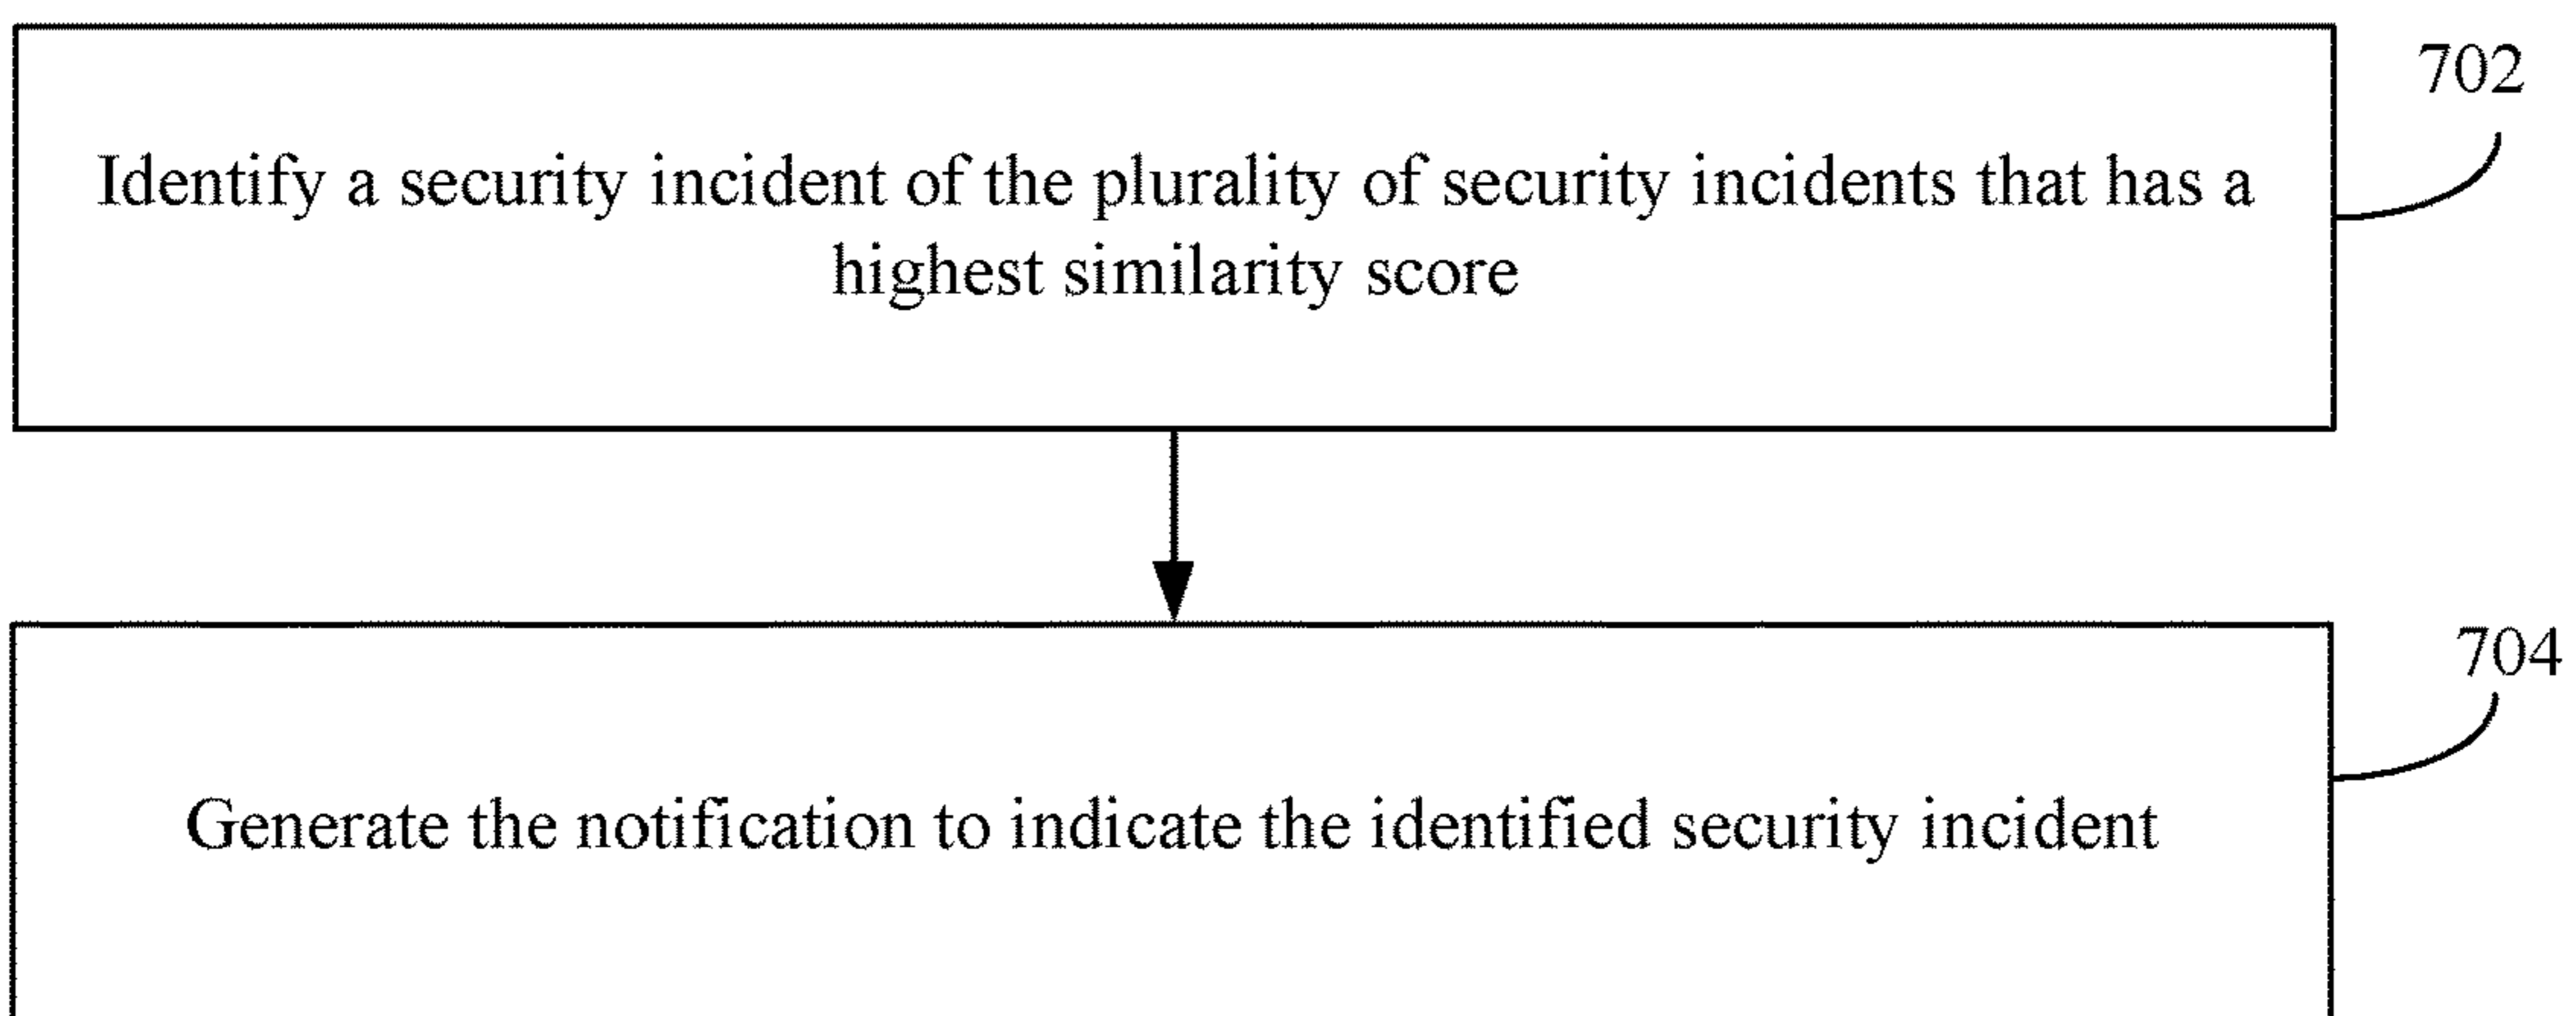 702
Identify a security incident of the plurality of security incidents that has a
highest similarity score
704
Generate the notification to indicate the identified security incident